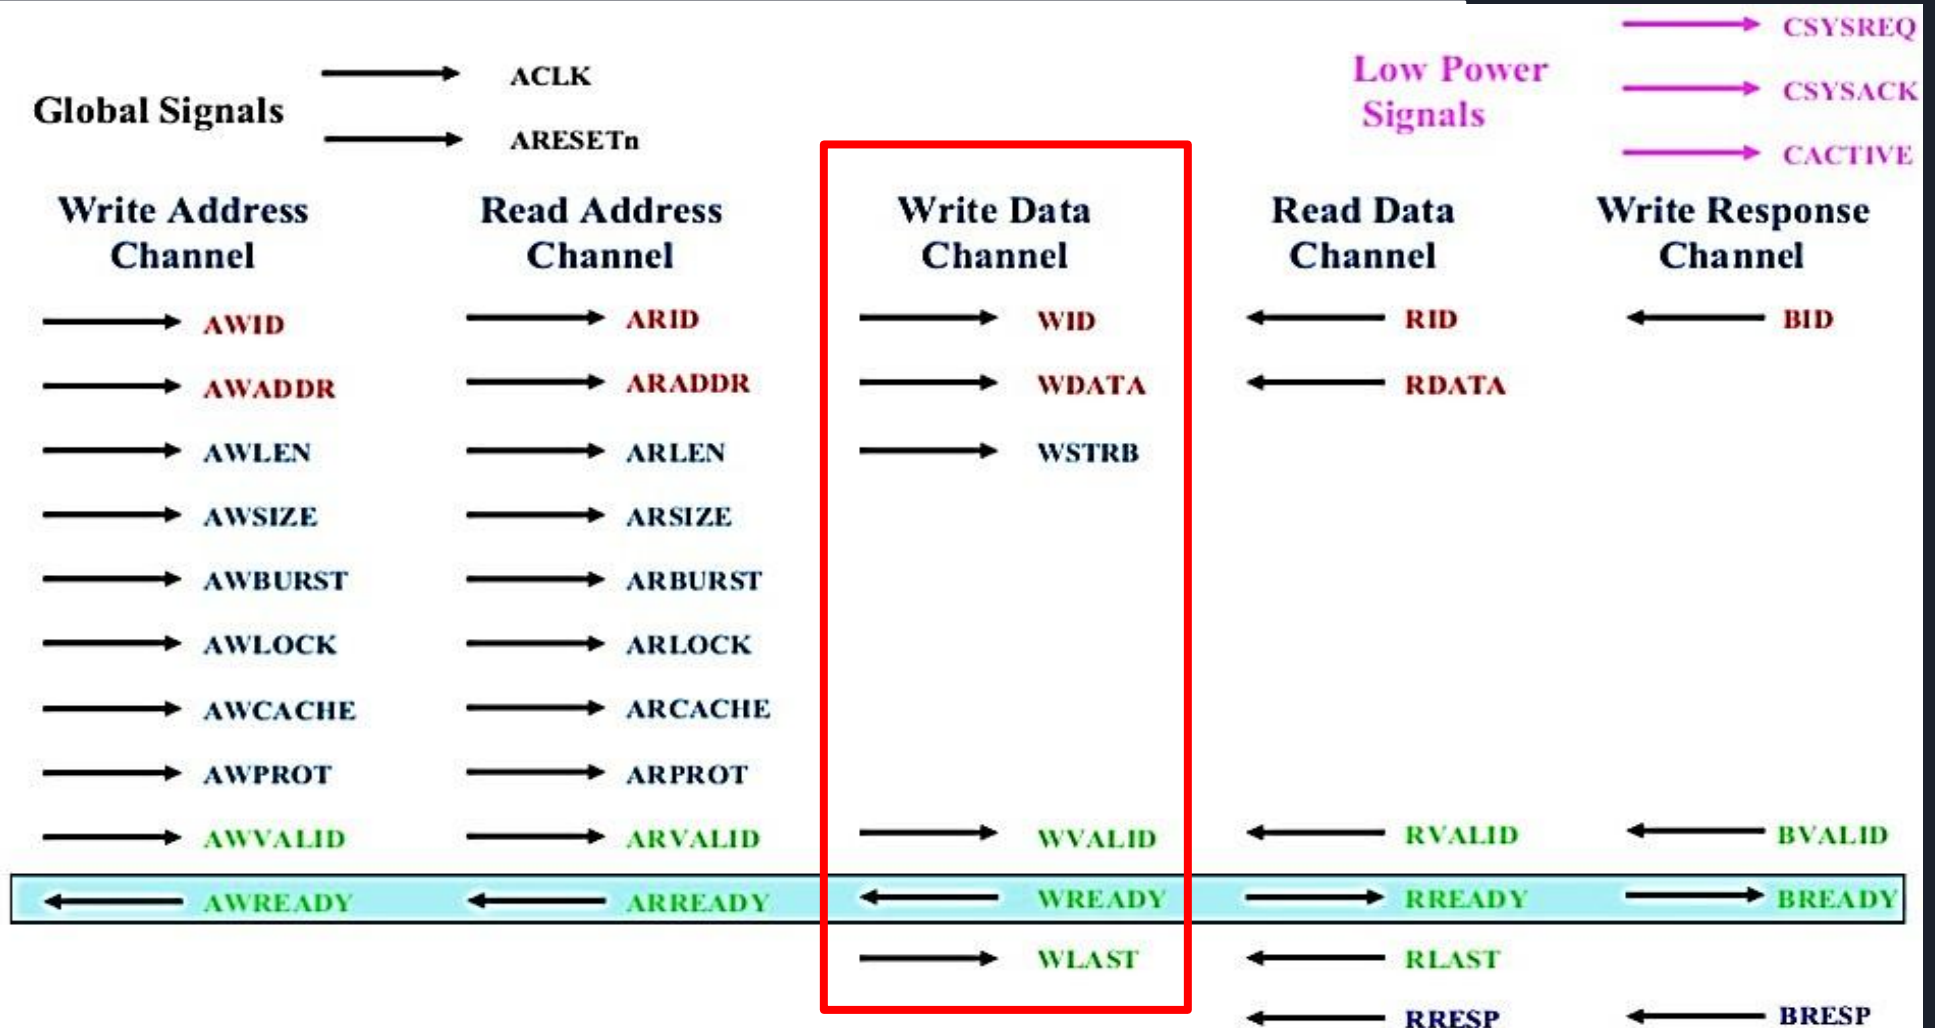 CSYSREQ
Low Power
Signals
CSYSACK
CACTIVE
Global Signals
ACLK
ARESETn
Write Address
Channel
AWID
AWADDR
AWLEN
AWSIZE
AWBURST
AWLOCK
AWCACHE
AWPROT
AWVALID
AWREADY
Read Address
Channel
ARID
ARADDR
ARLEN
ARSIZE
ARBURST
ARLOCK
ARCACHE
ARPROT
ARVALID
ARREADY
Write Data
Channel
WID
WDATA
WSTRB
WVALID
WREADY
WLAST
Read Data
Channel
RID
RDATA
RVALID
RREADY
RLAST
RRESP
Write Response
Channel
BID
BVALID
BREADY
BRESP